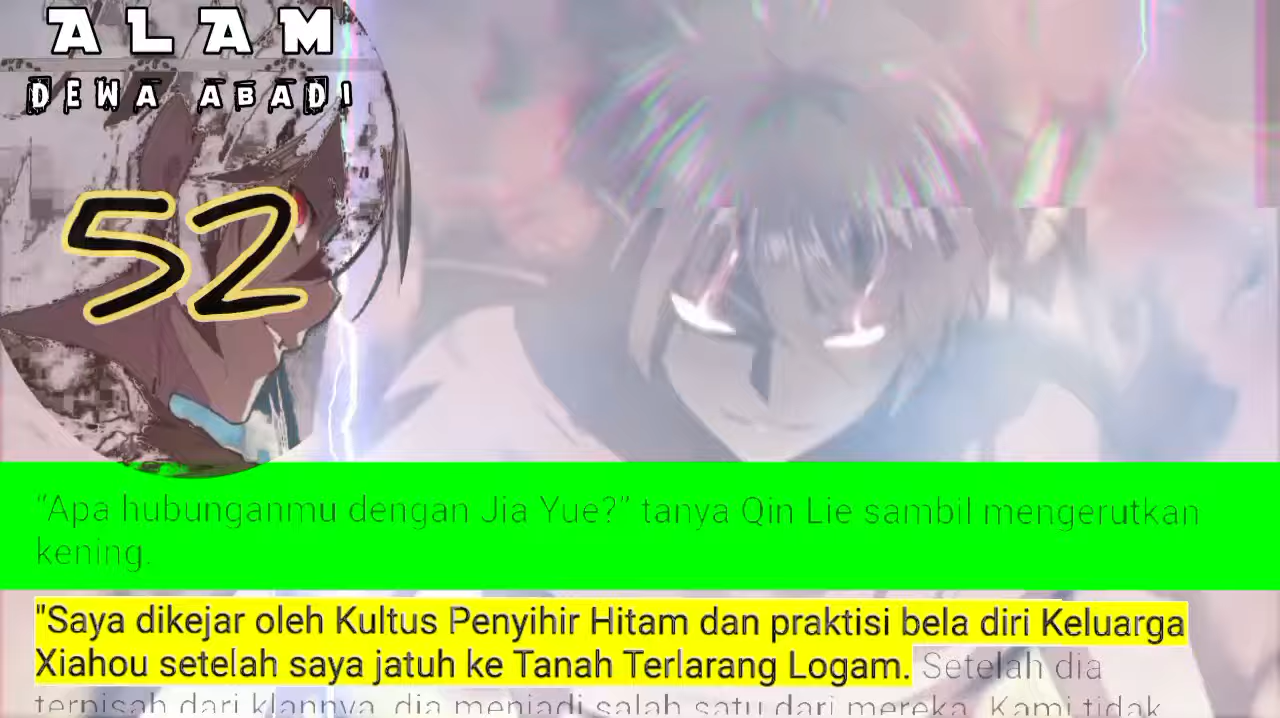 ALAM
DEWA ABADI
52
“Apa hubunganmu dengan Jia Yue?” tanya Qin Lie sambil mengerutkan
kening.
"Saya dikejar oleh Kultus Penyihir Hitam dan praktisi bela diri Keluarga
Xiahou setelah saya jatuh ke Tanah Terlarang Logam. Setelah dia
terpisah dari klannya, dia menjadi salah satu dari mereka. Kami tidak